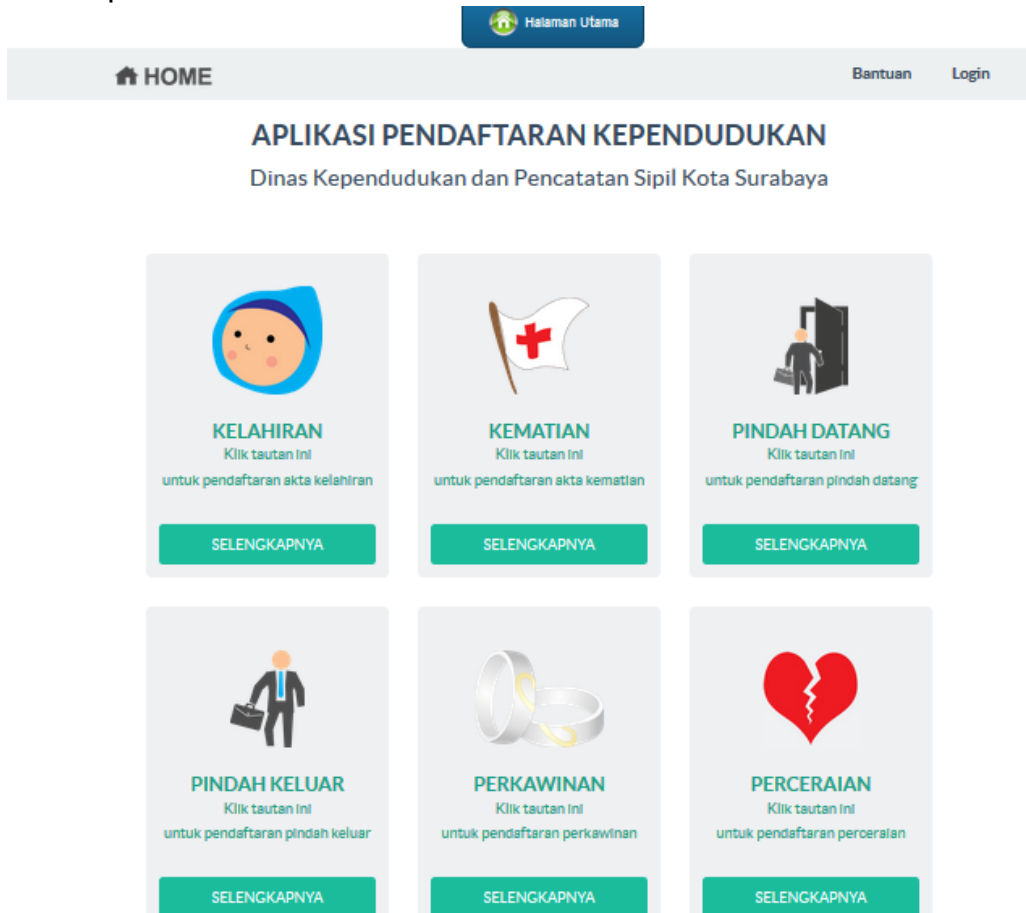 Halaman Utama
HOME
Bantuan
Login
APLIKASI PENDAFTARAN KEPENDUDUKAN
Dinas Kependudukan dan Pencatatan Sipil Kota Surabaya
KELAHIRAN
Klik tautan ini
untuk pendaftaran akta kelahiran
SELENGKAPNYA
KEMATIAN
Klik tautan ini
untuk pendaftaran akta kematian
SELENGKAPNYA
PINDAH DATANG
Klik tautan ini
untuk pendaftaran pindah datang
SELENGKAPNYA
PINDAH KELUAR
Klik tautan ini
untuk pendaftaran pindah keluar
SELENGKAPNYA
PERKAWINAN
Klik tautan ini
untuk pendaftaran perkawinan
SELENGKAPNYA
PERCERAIAN
Klik tautan ini
untuk pendaftaran perceraian
SELENGKAPNYA